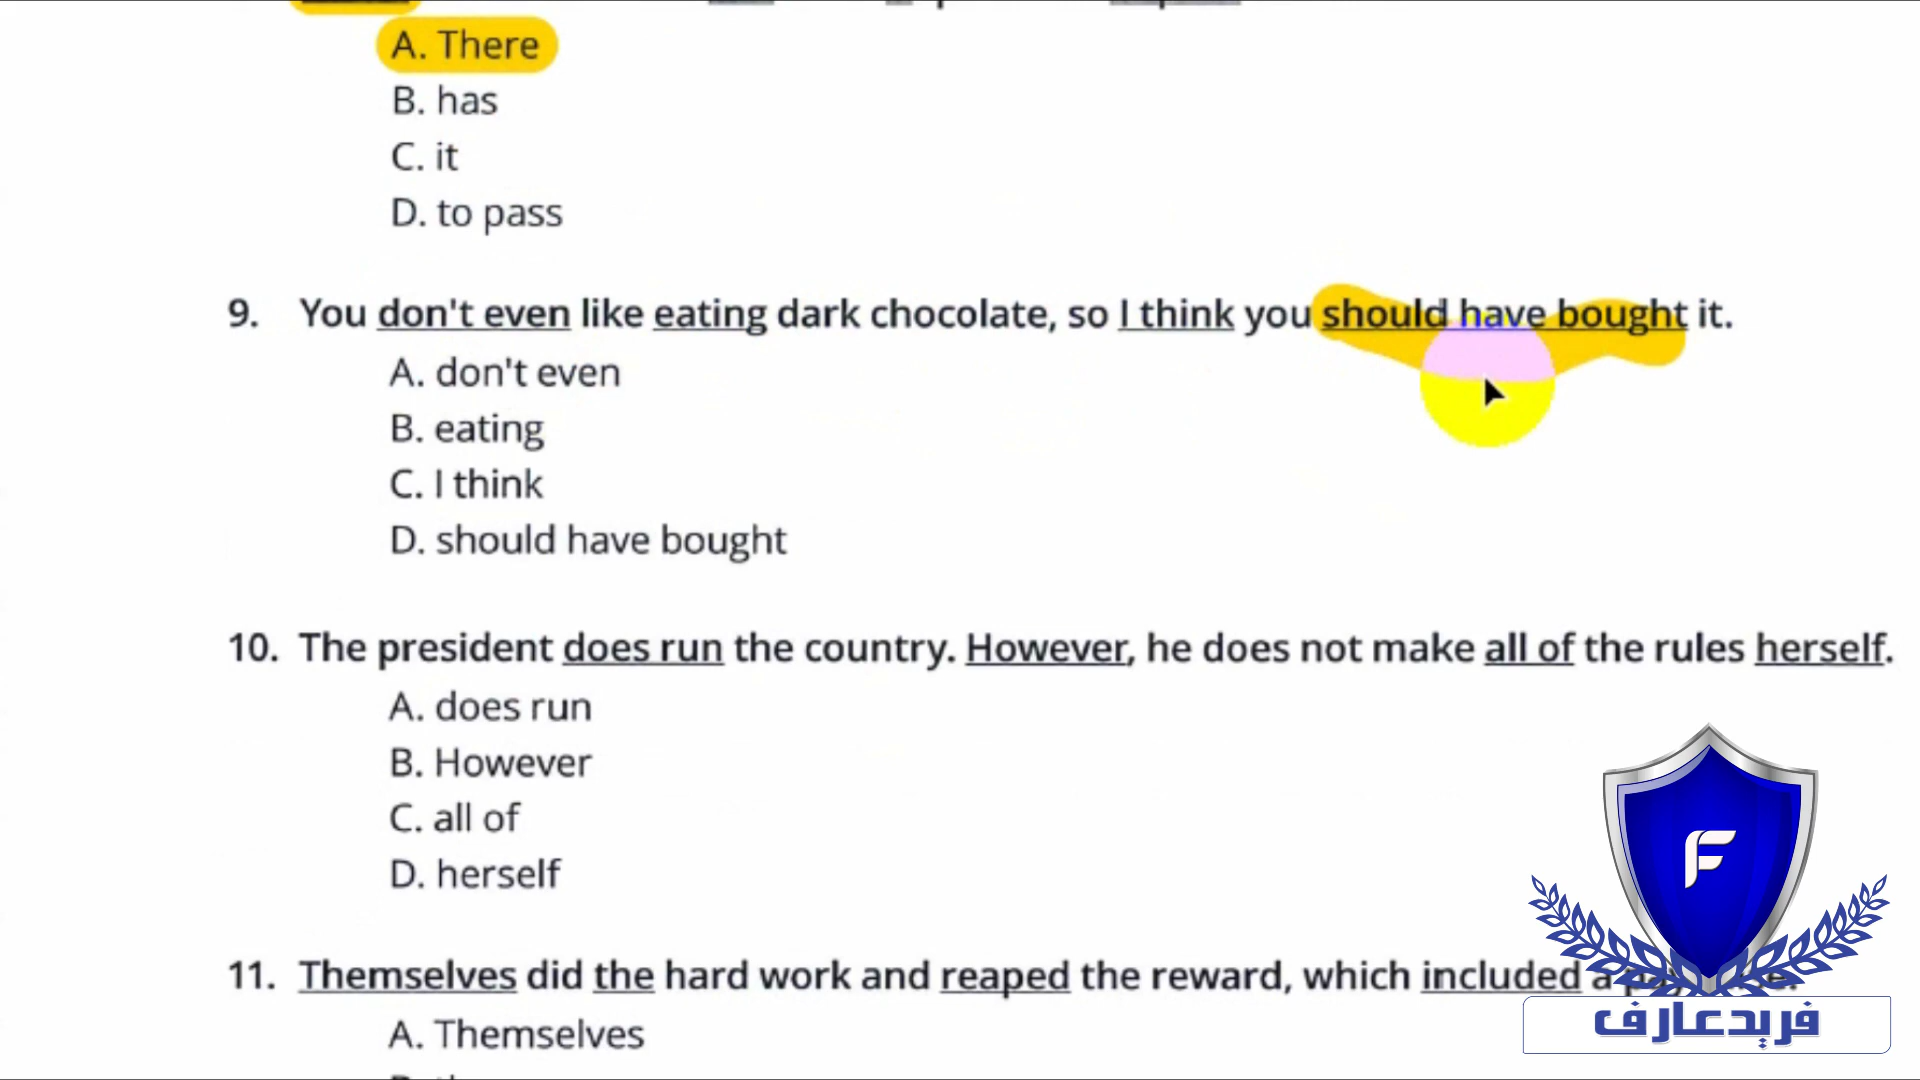 A. There
B. has
C. it
D. to pass
9. You don't even like eating dark chocolate, so I think you should have bought it.
A. don't even
B. eating
C. I think
D. should have bought
10. The president does run the country. However, he does not make all of the rules herself.
A. does run
B. However
C. all of
D. herself
11. Themselves did the hard work and reaped the reward, which included a
A. Themselves
F
فریدعارف